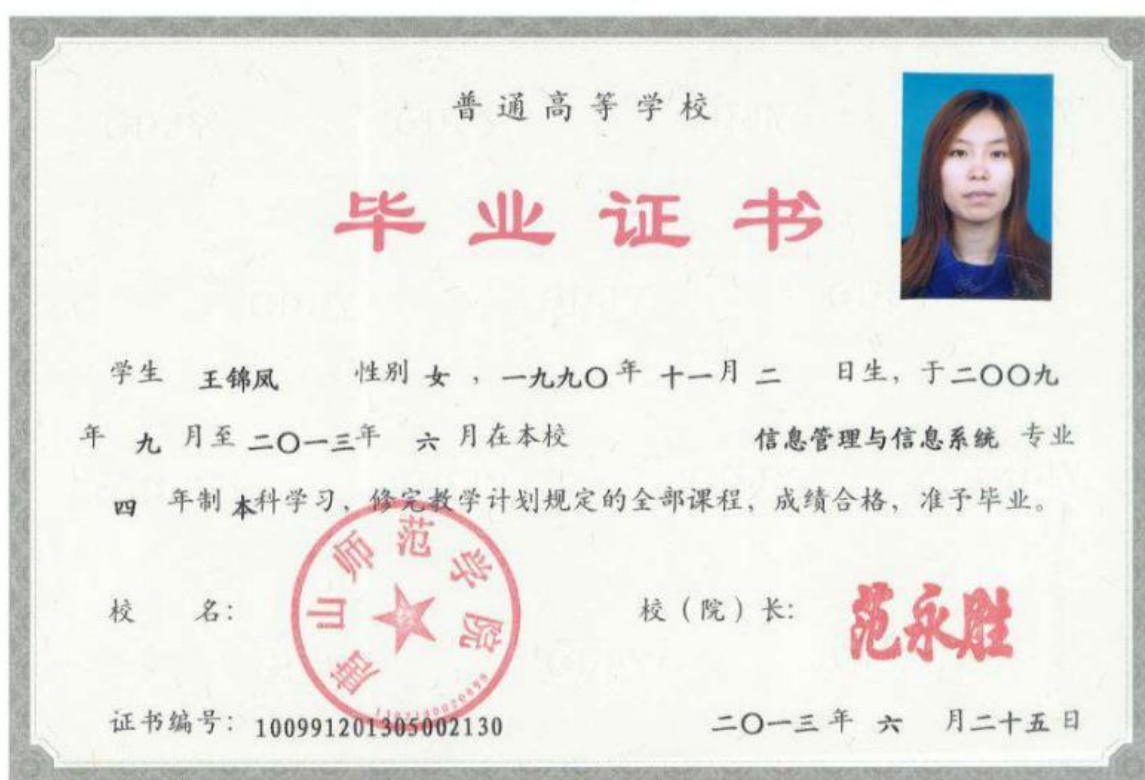 普通高等学校
毕业证书
学生 王锦凤 性别 女 ，一九九〇年 十一月 二 日生，于二〇〇九
年 九 月至 二〇一三年 六 月在本校 信息管理与信息系统 专业
四 年制 本科学习，修完教学计划规定的全部课程，成绩合格，准予毕业。
校 名：
唐山师范学院
校（院）长：
范永胜
证书编号：100991201305002130
二〇一三年 六 月二十五日